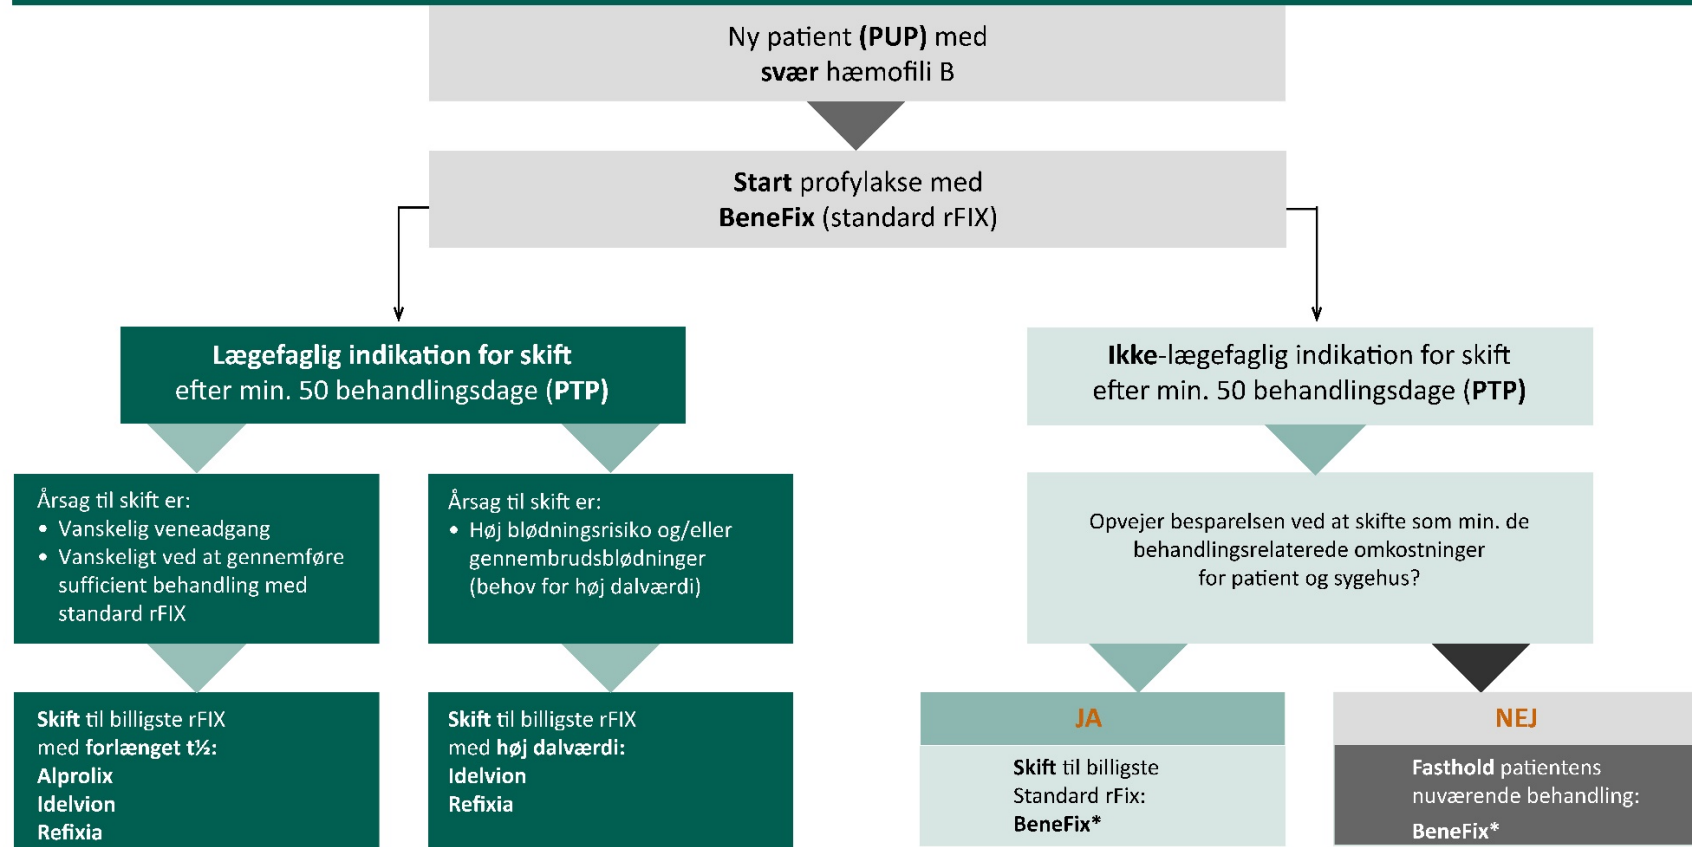 Ny patient (PUP) med
svær hæmofili B
Start profylakse med
BeneFix (standard rFIX)
Lægefaglig indikation for skift
efter min. 50 behandlingsdage (PTP)
Årsag til skift er:
• Vanskelig veneadgang
• Vanskeligt ved at gennemføre
sufficient behandling med
standard rFIX
Skift til billigste rFIX
med forlænget t½:
Alprolix
Idelvion
Refixia
Årsag til skift er:
• Høj blødningsrisiko og/eller
gennembrudsblødninger
(behov for høj dalværdi)
Skift til billigste rFIX
med høj dalværdi:
Idelvion
Refixia
Ikke-lægefaglig indikation for skift
efter min. 50 behandlingsdage (PTP)
Opvejer besparelsen ved at skifte som min. de
behandlingsrelaterede omkostninger
for patient og sygehus?
JA
Skift til billigste
Standard rFix:
BeneFix*
NEJ
Fasthold patientens
nuværende behandling:
BeneFix*